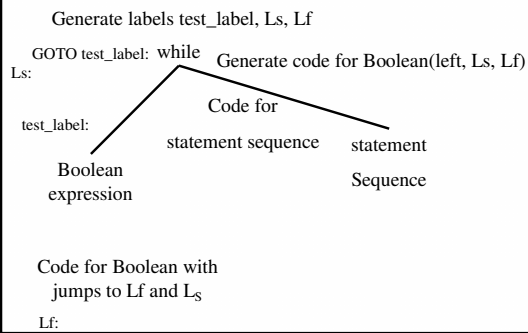 Generate labels test_label, Ls, Lf
GOTO test_label: while
Generate code for Boolean(left, Ls, Lf)
Ls:
Code for
test_label:
statement sequence
statement
Boolean
Sequence
expression
Code for Boolean with
jumps to Lf and Ls
Lf: